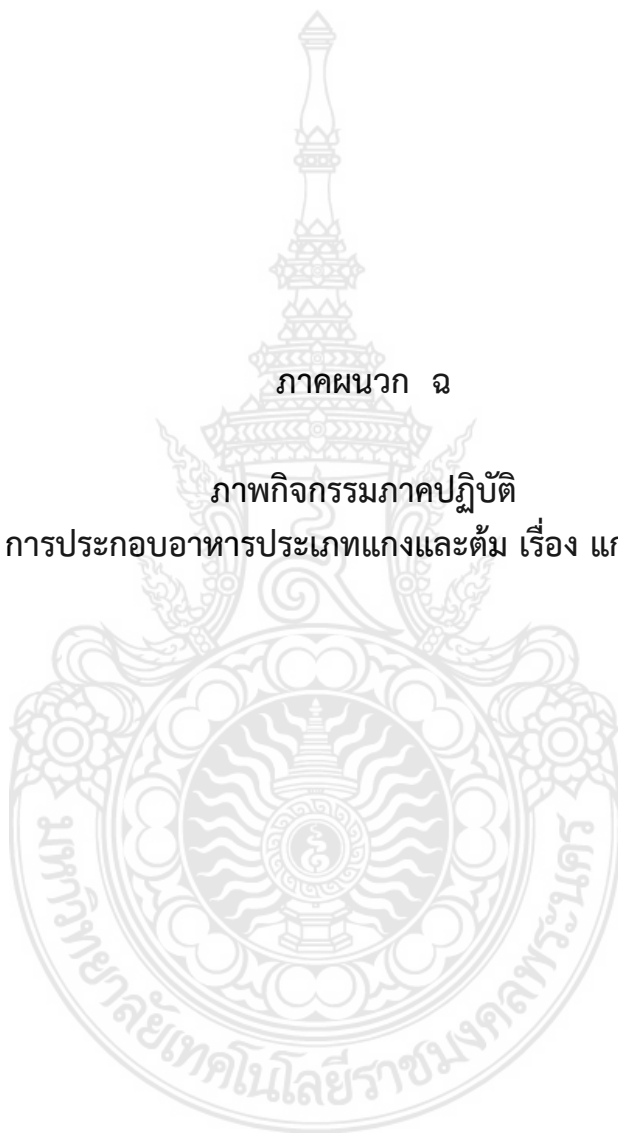 ภาคผนวก ฉ
ภาพกิจกรรมภาคปฏิบัติ
การประกอบอาหารประเภทแกงและต้ม เรื่อง
มหาวิทยาลัยเทคโนโลยีราชมงคลพระนคร